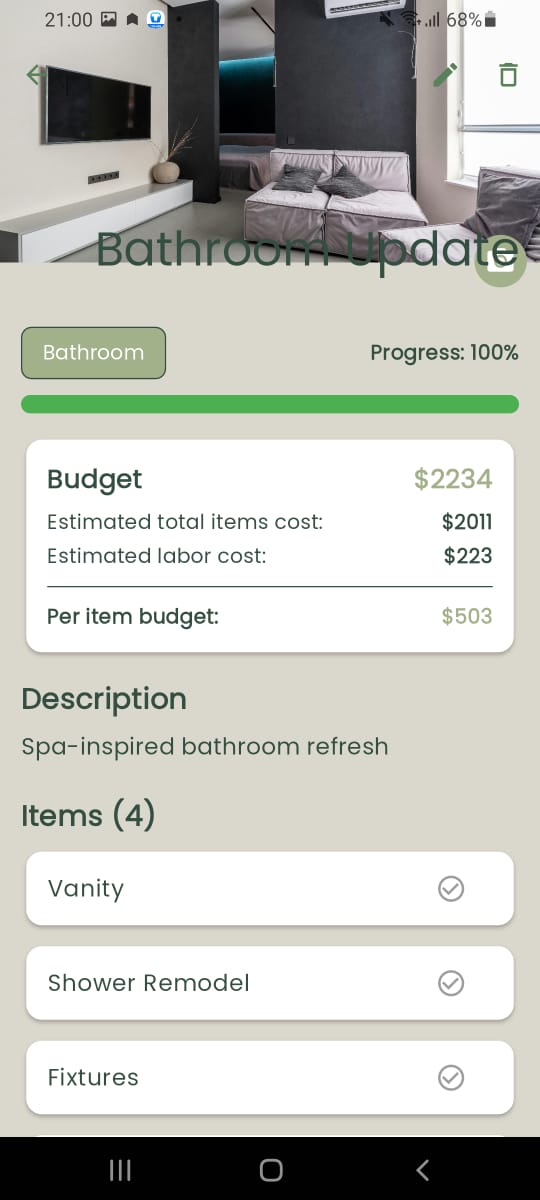 21:00 68%
Bathroom Update
Bathroom Progress: 100%
Budget $2234
Estimated total items cost: $2011
Estimated labor cost: $223
Per item budget: $503
Description
Spa-inspired bathroom refresh
Items (4)
Vanity
Shower Remodel
Fixtures